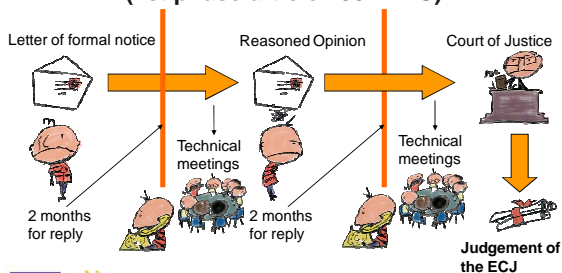 Letter of formal notice
Reasoned Opinion
Court of Justice
Technical
meetings
Technical
meetings
2 months
for reply
2 months
for reply
Judgement of
the ECJ